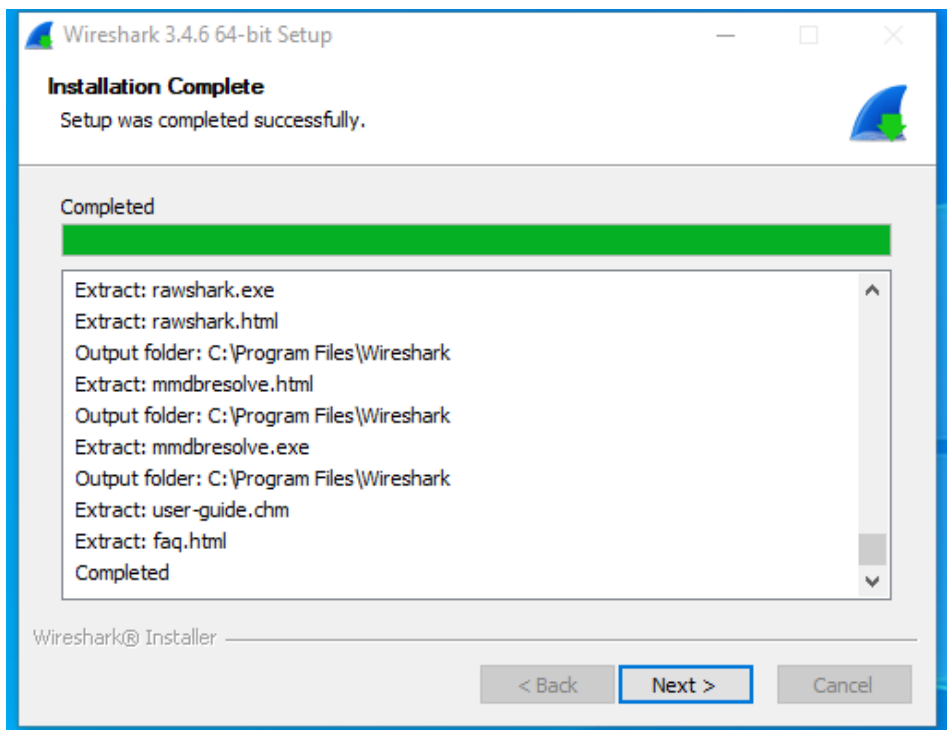 Wireshark 3.4.6 64-bit Setup
Installation Complete
Setup was completed successfully.
Completed
Extract: rawshark.exe
Extract: rawshark.html
Output folder: C:\Program Files\Wireshark
Extract: mmdbresolve.html
Output folder: C:\Program Files\Wireshark
Extract: mmdbresolve.exe
Output folder: C:\Program Files\Wireshark
Extract: user-guide.chm
Extract: faq.html
Completed
Wireshark® Installer
< Back Next > Cancel